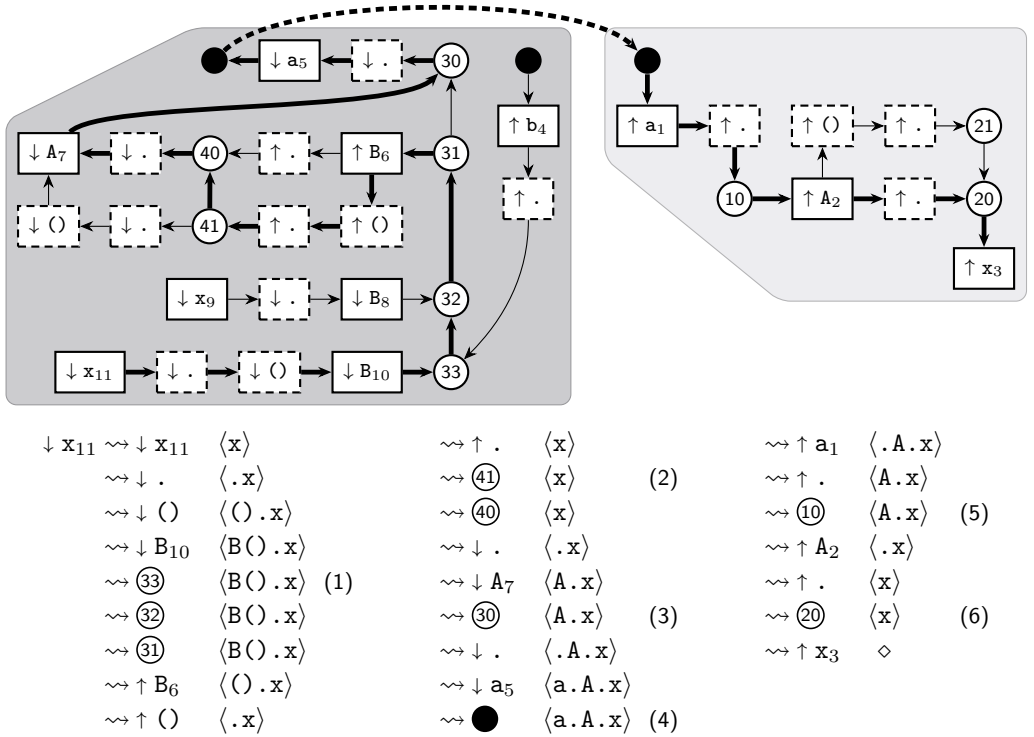 ↓ a₅ ↓ . 30
↑ a₁ ↑ . ↑ () ↑ . 21
↑ b₄
↓ A₇ ↓ . 40 ↑ . ↑ B₆ 31
↑ .
10 ↑ A₂ ↑ . 20
↓ () ↓ . 41 ↑ . ↑ ()
↑ x₃
↓ x₉ ↓ . ↓ B₈ 32
↓ x₁₁ ↓ . ↓ () ↓ B₁₀ 33
↓ x₁₁ ⇝ ↓ x₁₁ ⟨x⟩
⇝ ↓ . ⟨.x⟩
⇝ ↓ () ⟨().x⟩
⇝ ↓ B₁₀ ⟨B().x⟩
⇝ 33 ⟨B().x⟩ (1)
⇝ 32 ⟨B().x⟩
⇝ 31 ⟨B().x⟩
⇝ ↑ B₆ ⟨().x⟩
⇝ ↑ () ⟨.x⟩
⇝ ↑ . ⟨x⟩
⇝ 41 ⟨x⟩ (2)
⇝ 40 ⟨x⟩
⇝ ↓ . ⟨.x⟩
⇝ ↓ A₇ ⟨A.x⟩
⇝ 30 ⟨A.x⟩ (3)
⇝ ↓ . ⟨.A.x⟩
⇝ ↓ a₅ ⟨a.A.x⟩
⇝ ● ⟨a.A.x⟩ (4)
⇝ ↑ a₁ ⟨.A.x⟩
⇝ ↑ . ⟨A.x⟩
⇝ 10 ⟨A.x⟩ (5)
⇝ ↑ A₂ ⟨.x⟩
⇝ ↑ . ⟨x⟩
⇝ 20 ⟨x⟩ (6)
⇝ ↑ x₃ ⋄